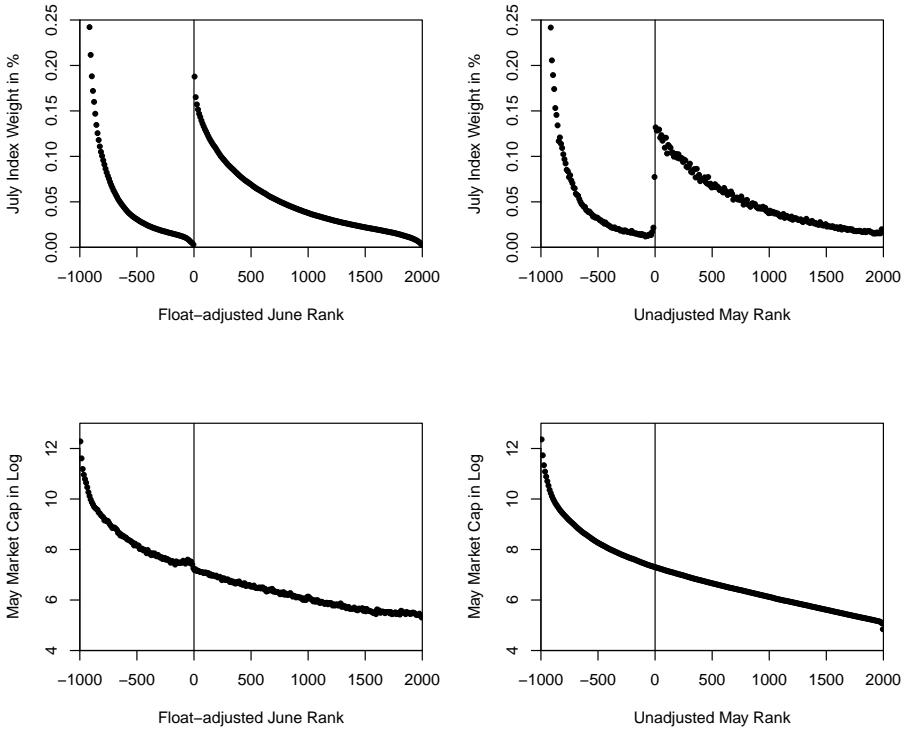 July Index Weight in %
0.00 0.05 0.10 0.15 0.20 0.25
−1000 −500 0 500 1000 1500 2000
Float−adjusted June Rank
July Index Weight in %
0.00 0.05 0.10 0.15 0.20 0.25
−1000 −500 0 500 1000 1500 2000
Unadjusted May Rank
May Market Cap in Log
4 6 8 10 12
−1000 −500 0 500 1000 1500 2000
Float−adjusted June Rank
May Market Cap in Log
4 6 8 10 12
−1000 −500 0 500 1000 1500 2000
Unadjusted May Rank